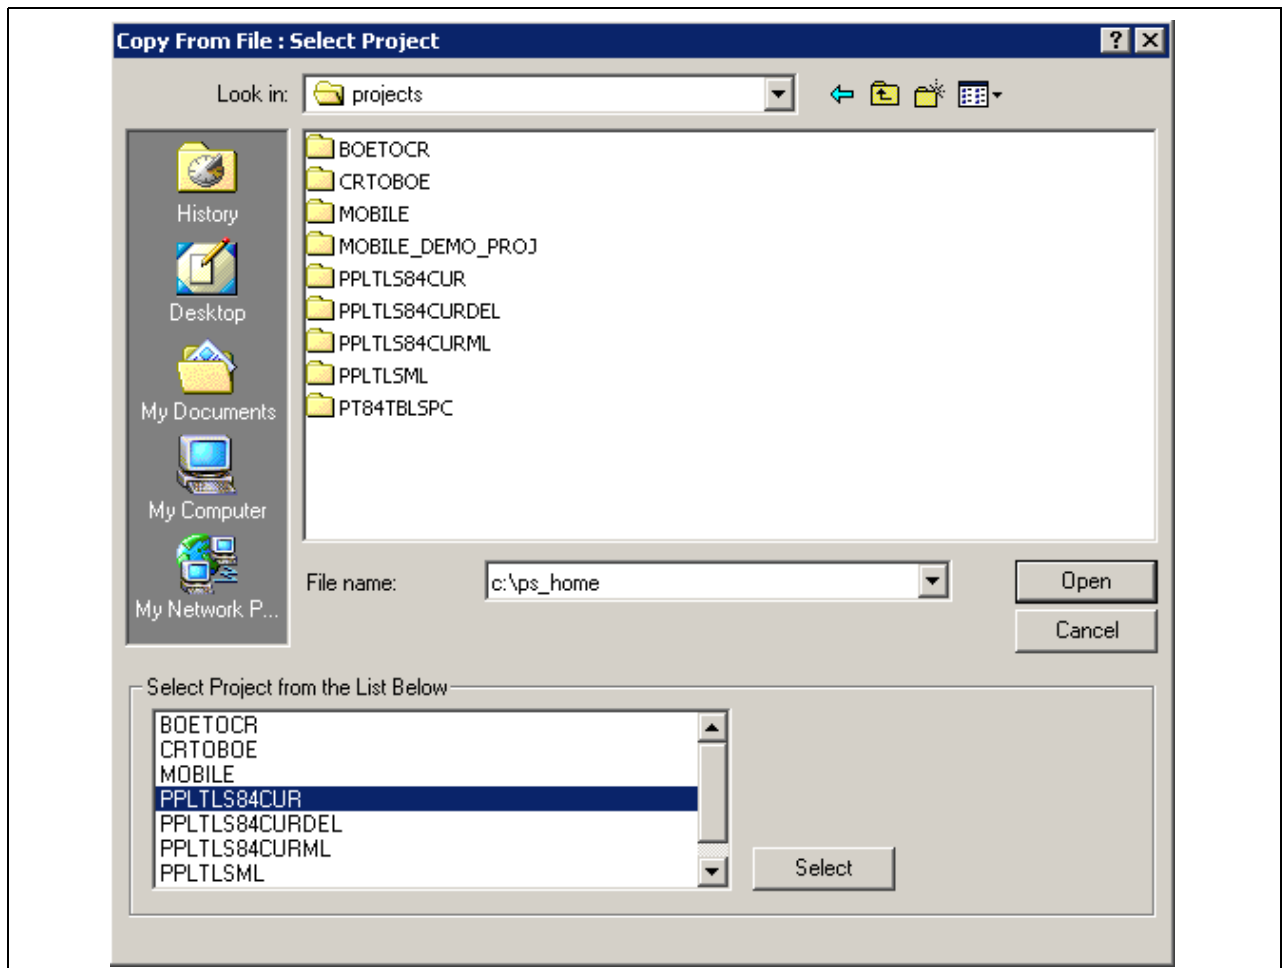 Copy From File : Select Project
Look in:
projects
History
Desktop
My Documents
My Computer
My Network P...
BOETOCR
CRTOBOE
MOBILE
MOBILE_DEMO_PROJ
PPLTLS84CUR
PPLTLS84CURDEL
PPLTLS84CURML
PPLTLSML
PT84TBLSPC
File name:
c:\ps_home
Open
Cancel
Select Project from the List Below
BOETOCR
CRTOBOE
MOBILE
PPLTLS84CUR
PPLTLS84CURDEL
PPLTLS84CURML
PPLTLSML
Select